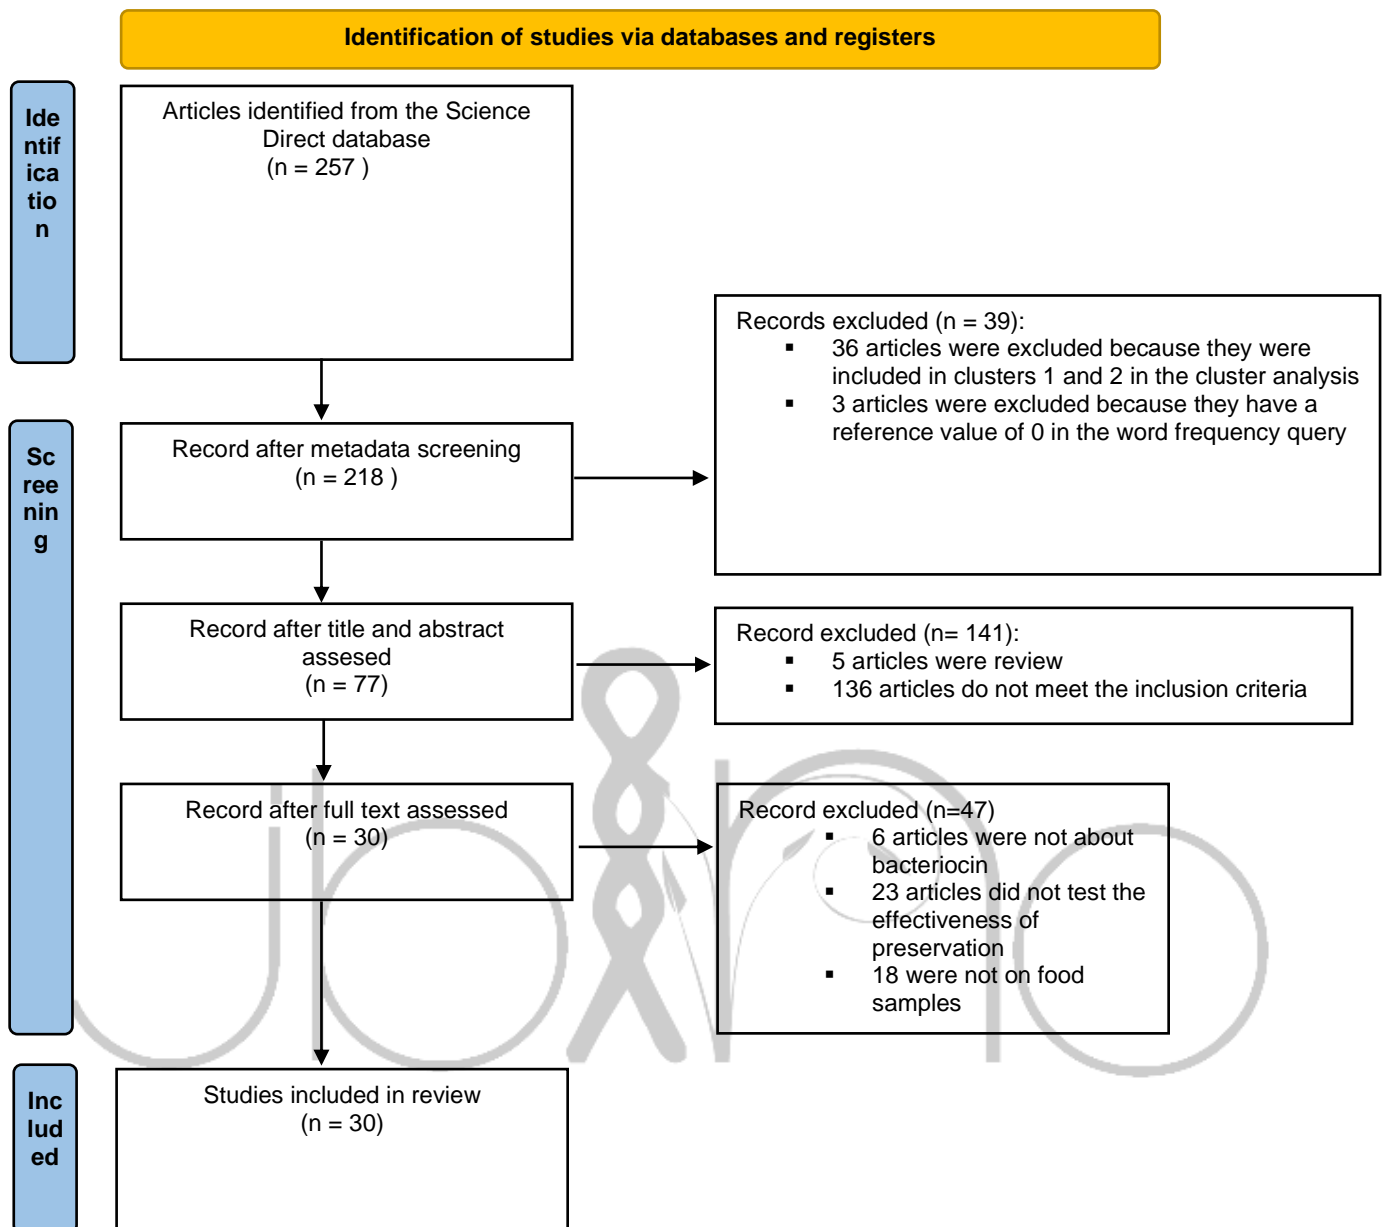 Identification of studies via databases and registers
Ide
ntif
ica
tio
n
Articles identified from the Science
Direct database
(n = 257 )
Records excluded (n = 39):
▪ 36 articles were excluded because they were
included in clusters 1 and 2 in the cluster analysis
▪ 3 articles were excluded because they have a
reference value of 0 in the word frequency query
Sc
ree
nin
g
Record after metadata screening
(n = 218 )
Record after title and abstract
assesed
(n = 77)
Record excluded (n= 141):
▪ 5 articles were review
▪ 136 articles do not meet the inclusion criteria
Record after full text assessed
(n = 30)
Record excluded (n=47)
▪ 6 articles were not about
bacteriocin
▪ 23 articles did not test the
effectiveness of
preservation
▪ 18 were not on food
samples
Inc
lud
ed
Studies included in review
(n = 30)